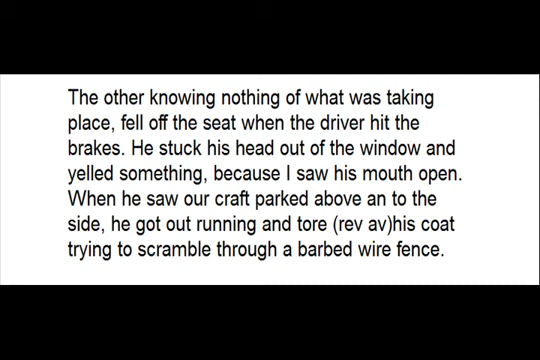 The other knowing nothing of what was taking
place, fell off the seat when the driver hit the
brakes. He stuck his head out of the window and
yelled something, because I saw his mouth open.
When he saw our craft parked above an to the
side, he got out running and tore (rev av)his coat
trying to scramble through a barbed wire fence.